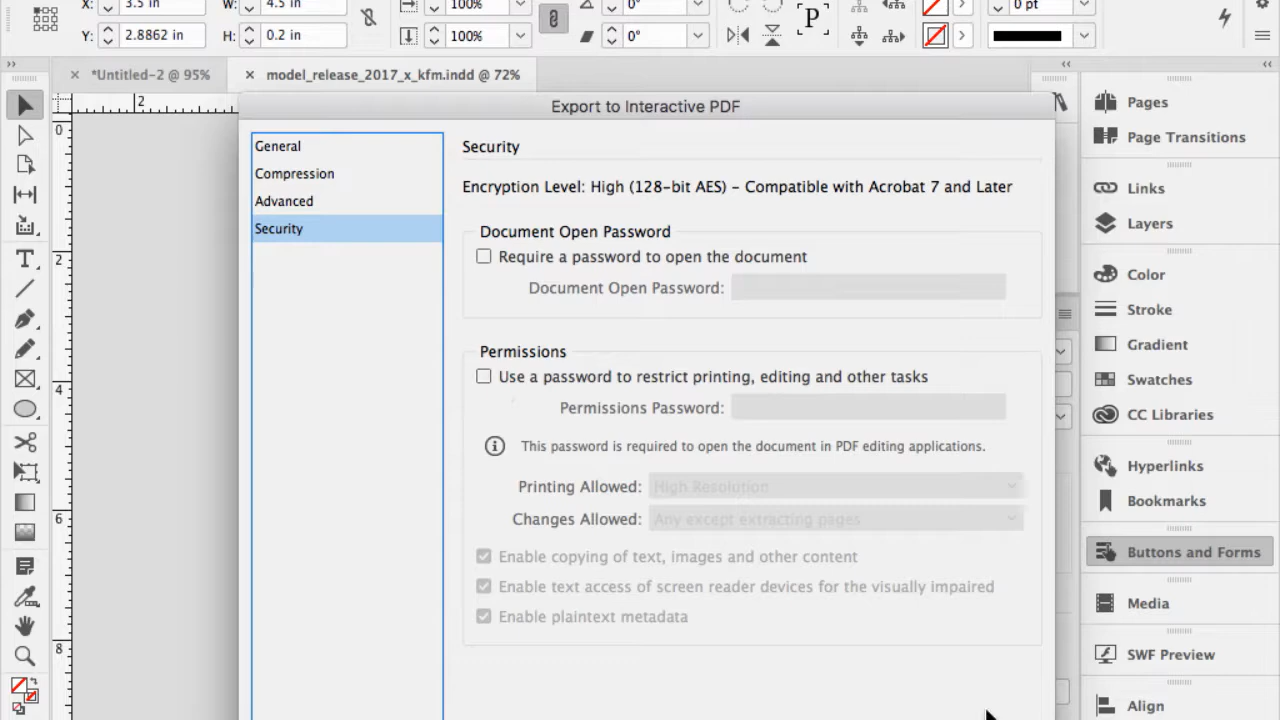 X: 3.5 in W: 4.5 in 100% 0° 0 pt
Y: 2.8862 in H: 0.2 in 100% 0° P
*Untitled-2 @ 95% model_release_2017_x_kfm.indd @ 72%
2
0
2
4
6
8
Export to Interactive PDF
General
Compression
Advanced
Security
Security
Encryption Level: High (128-bit AES) – Compatible with Acrobat 7 and Later
Document Open Password
Require a password to open the document
Document Open Password:
Permissions
Use a password to restrict printing, editing and other tasks
Permissions Password:
This password is required to open the document in PDF editing applications.
Printing Allowed: High Resolution
Changes Allowed: Any except extracting pages
Enable copying of text, images and other content
Enable text access of screen reader devices for the visually impaired
Enable plaintext metadata
Pages
Page Transitions
Links
Layers
Color
Stroke
Gradient
Swatches
CC Libraries
Hyperlinks
Bookmarks
Buttons and Forms
Media
SWF Preview
Align